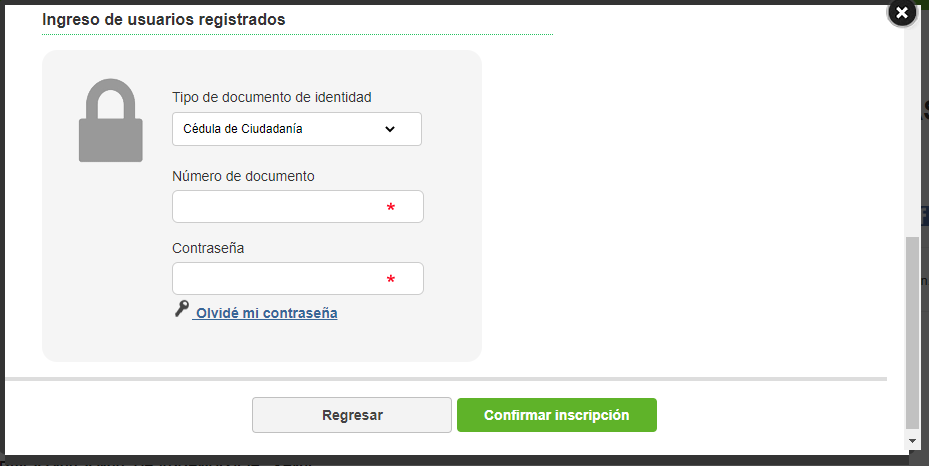 Ingreso de usuarios registrados
Tipo de documento de identidad
Cédula de Ciudadanía
Número de documento
*
Contraseña
*
Olvidé mi contraseña
Regresar
Confirmar inscripción